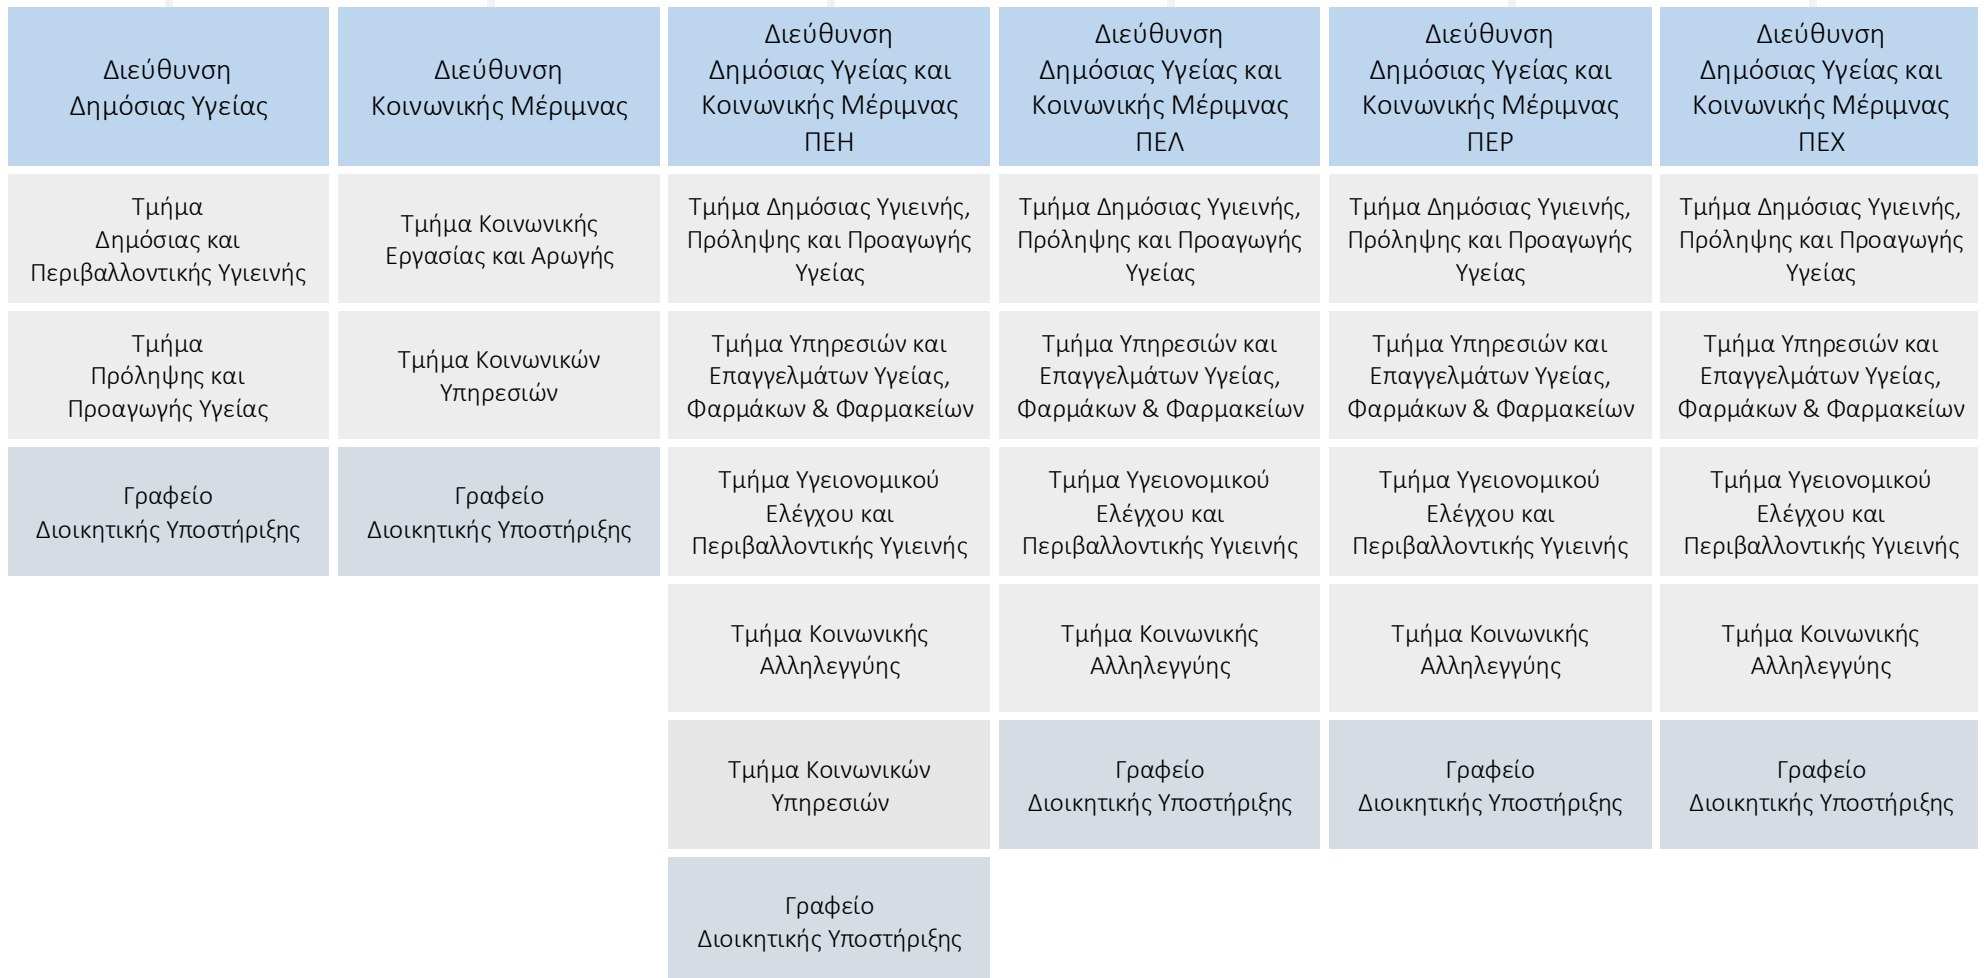 Διεύθυνση
Δημόσιας Υγείας
Διεύθυνση
Κοινωνικής Μέριμνας
Διεύθυνση
Δημόσιας Υγείας και
Κοινωνικής Μέριμνας
ΠΕΗ
Διεύθυνση
Δημόσιας Υγείας και
Κοινωνικής Μέριμνας
ΠΕΛ
Διεύθυνση
Δημόσιας Υγείας και
Κοινωνικής Μέριμνας
ΠΕΡ
Διεύθυνση
Δημόσιας Υγείας και
Κοινωνικής Μέριμνας
ΠΕΧ
Τμήμα
Δημόσιας και
Περιβαλλοντικής Υγιεινής
Τμήμα Κοινωνικής
Εργασίας και Αρωγής
Τμήμα Δημόσιας Υγιεινής,
Πρόληψης και Προαγωγής
Υγείας
Τμήμα Δημόσιας Υγιεινής,
Πρόληψης και Προαγωγής
Υγείας
Τμήμα Δημόσιας Υγιεινής,
Πρόληψης και Προαγωγής
Υγείας
Τμήμα Δημόσιας Υγιεινής,
Πρόληψης και Προαγωγής
Υγείας
Τμήμα
Πρόληψης και
Προαγωγής Υγείας
Τμήμα Κοινωνικών
Υπηρεσιών
Τμήμα Υπηρεσιών και
Επαγγελμάτων Υγείας,
Φαρμάκων & Φαρμακείων
Τμήμα Υπηρεσιών και
Επαγγελμάτων Υγείας,
Φαρμάκων & Φαρμακείων
Τμήμα Υπηρεσιών και
Επαγγελμάτων Υγείας,
Φαρμάκων & Φαρμακείων
Τμήμα Υπηρεσιών και
Επαγγελμάτων Υγείας,
Φαρμάκων & Φαρμακείων
Γραφείο
Διοικητικής Υποστήριξης
Γραφείο
Διοικητικής Υποστήριξης
Τμήμα Υγειονομικού
Ελέγχου και
Περιβαλλοντικής Υγιεινής
Τμήμα Υγειονομικού
Ελέγχου και
Περιβαλλοντικής Υγιεινής
Τμήμα Υγειονομικού
Ελέγχου και
Περιβαλλοντικής Υγιεινής
Τμήμα Υγειονομικού
Ελέγχου και
Περιβαλλοντικής Υγιεινής
Τμήμα Κοινωνικής
Αλληλεγγύης
Τμήμα Κοινωνικής
Αλληλεγγύης
Τμήμα Κοινωνικής
Αλληλεγγύης
Τμήμα Κοινωνικής
Αλληλεγγύης
Τμήμα Κοινωνικών
Υπηρεσιών
Γραφείο
Διοικητικής Υποστήριξης
Γραφείο
Διοικητικής Υποστήριξης
Γραφείο
Διοικητικής Υποστήριξης
Γραφείο
Διοικητικής Υποστήριξης